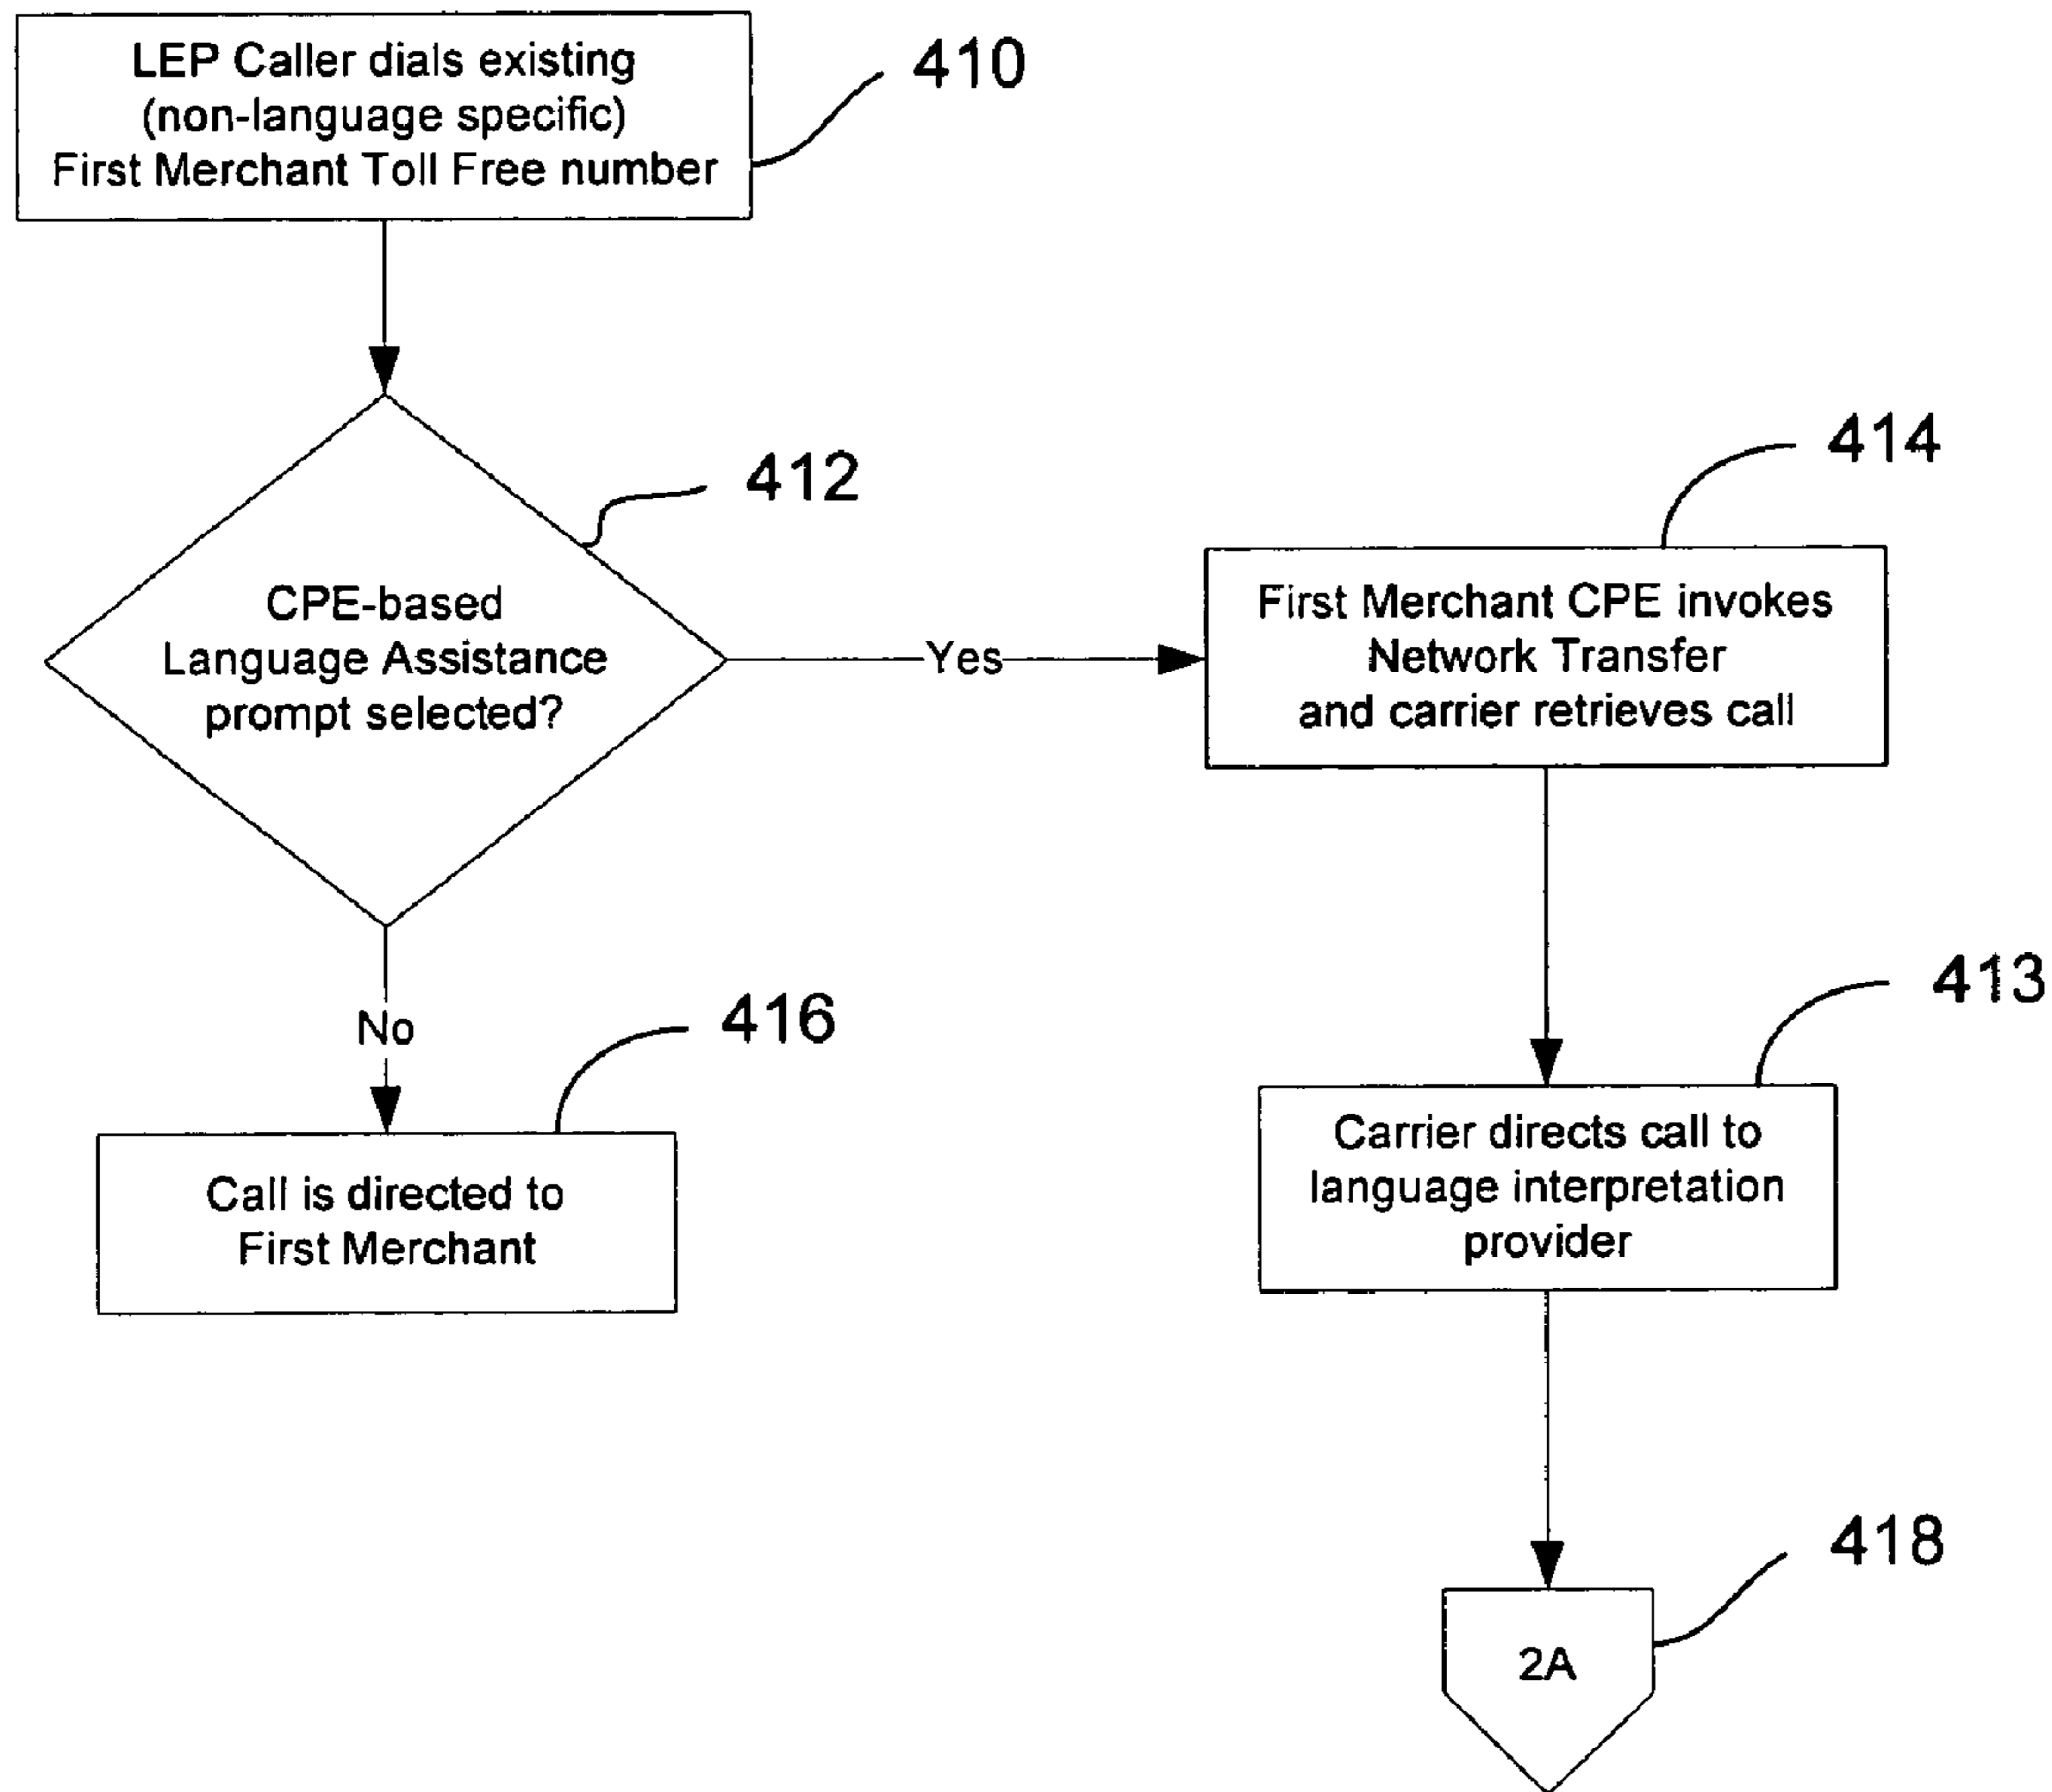 LEP Caller dials existing
(non-language specific)
First Merchant Toll Free number
410
412
CPE-based
Language Assistance
prompt selected?
Yes
414
First Merchant CPE invokes
Network Transfer
and carrier retrieves call
No
416
Call is directed to
First Merchant
413
Carrier directs call to
language interpretation
provider
418
2A